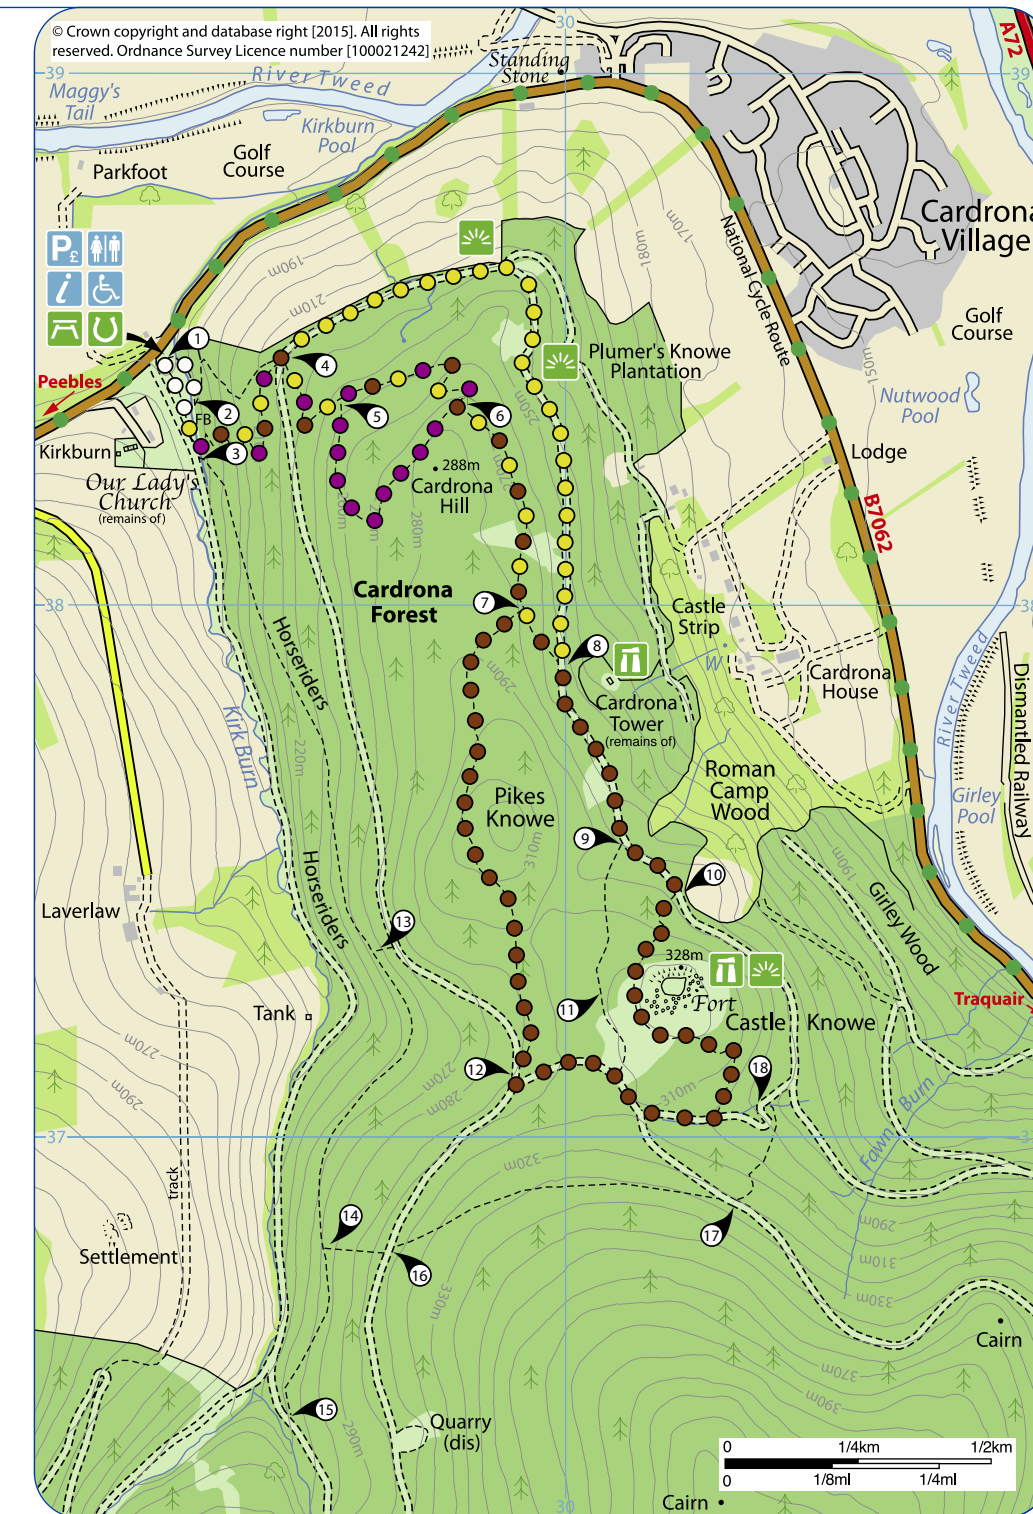 © Crown copyright and database right [2015]. All rights
reserved. Ordnance Survey Licence number [100021242]
30
A72
39
39
Standing
Stone
River Tweed
Maggy's
Tail
Kirkburn
Pool
Golf
Course
Parkfoot
Cardrona
Village
170m
180m
190m
210m
National Cycle Route
P£
i
Golf
Course
1
Plumer's Knowe
Plantation
150m
4
Peebles
Nutwood
Pool
2
FB
5
6
250m
3
Kirkburn
Lodge
Our Lady's
Church
(remains of)
288m
Cardrona
Hill
270m
280m
B7062
Cardrona
Forest
38
38
7
Castle
Strip
Horseriders
8
W
290m
Cardrona
House
Cardrona
Tower
(remains of)
River Tweed
Dismantled Railway
Kirk Burn
220m
Roman
Camp
Wood
Pikes
Knowe
Girley
Pool
310m
9
190m
10
Horseriders
Laverlaw
Girley Wood
13
328m
Fort
Traquair
11
Tank
Castle Knowe
270m
12
270m
18
290m
280m
310m
Fawn Burn
37
320m
track
14
17
290m
Settlement
310m
16
330m
330m
Cairn
370m
390m
15
Quarry
(dis)
290m
0 1/4km 1/2km
0 1/8ml 1/4ml
Cairn
30